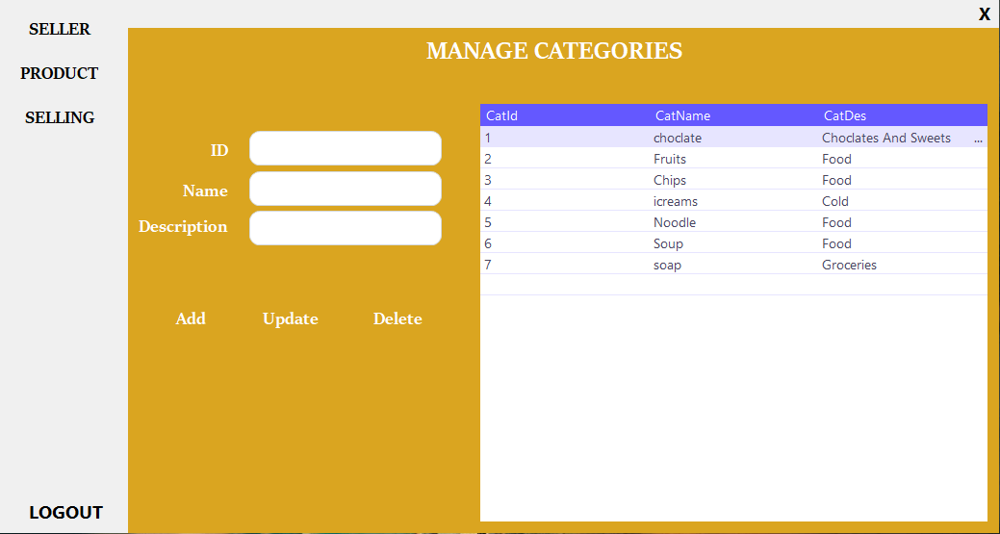 X
SELLER
PRODUCT
SELLING
LOGOUT
MANAGE CATEGORIES
ID
Name
Description
Add Update Delete
CatId CatName CatDes
1 choclate Choclates And Sweets ...
2 Fruits Food
3 Chips Food
4 icreams Cold
5 Noodle Food
6 Soup Food
7 soap Groceries